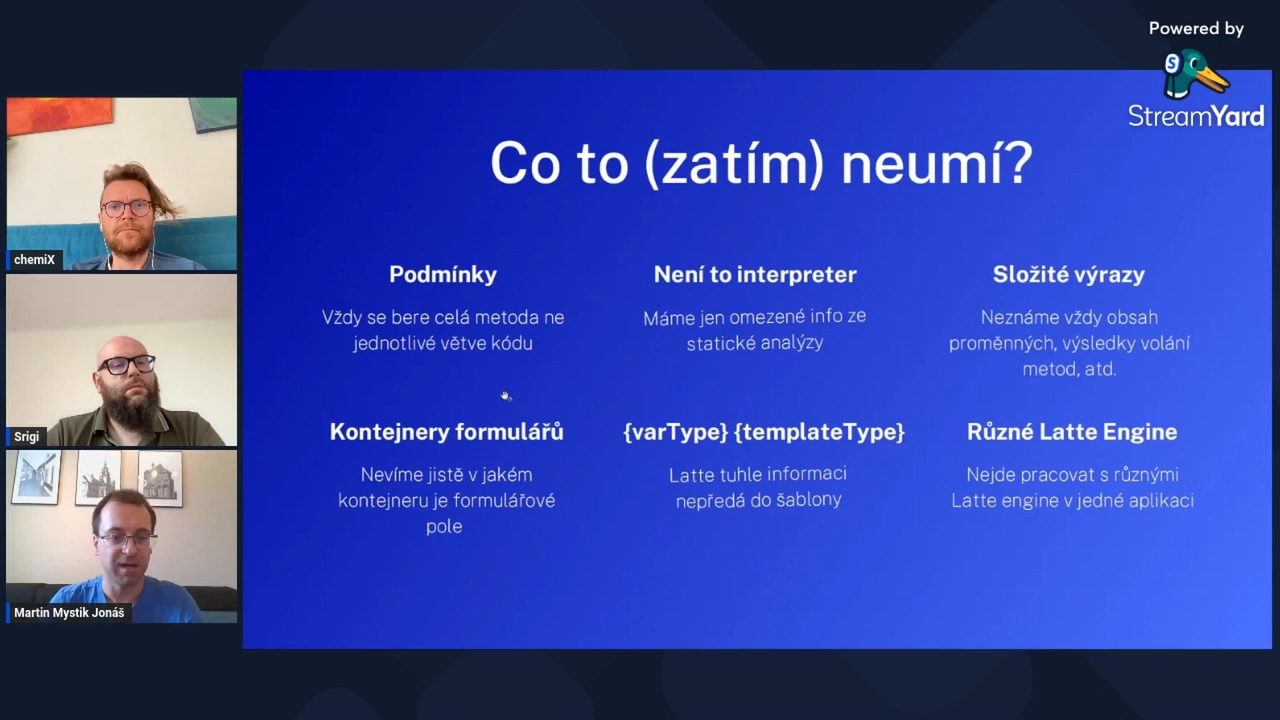 Powered by
StreamYard
Co to (zatím) neumí?
Podmínky
Vždy se bere celá metoda ne
jednotlivé větve kódu
Není to interpreter
Máme jen omezené info ze
statické analýzy
Složité výrazy
Neznáme vždy obsah
proměnných, výsledky volání
metod, atd.
Kontejnery formulářů
Nevíme jistě v jakém
kontejneru je formulářové
pole
{varType} {templateType}
Latte tuhle informaci
nepředá do šablony
Různé Latte Engine
Nejde pracovat s různými
Latte engine v jedné aplikaci
chemiX
Srigi
Martin Mystik Jonáš